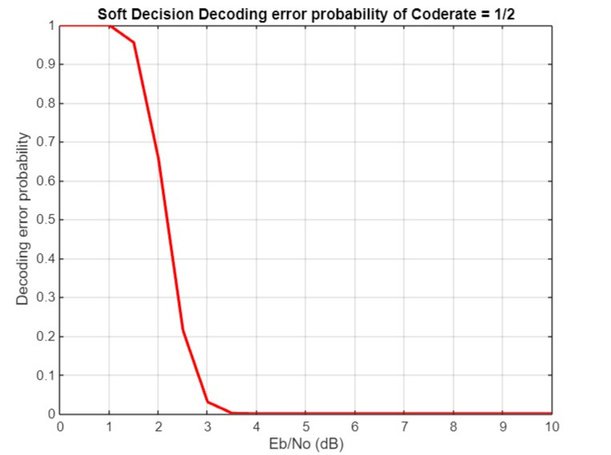 Soft Decision Decoding error probability of Coderate = 1/2
1
0.9
0.8
0.7
0.6
0.5
0.4
0.3
0.2
0.1
0
Decoding error probability
0 1 2 3 4 5 6 7 8 9 10
Eb/No (dB)